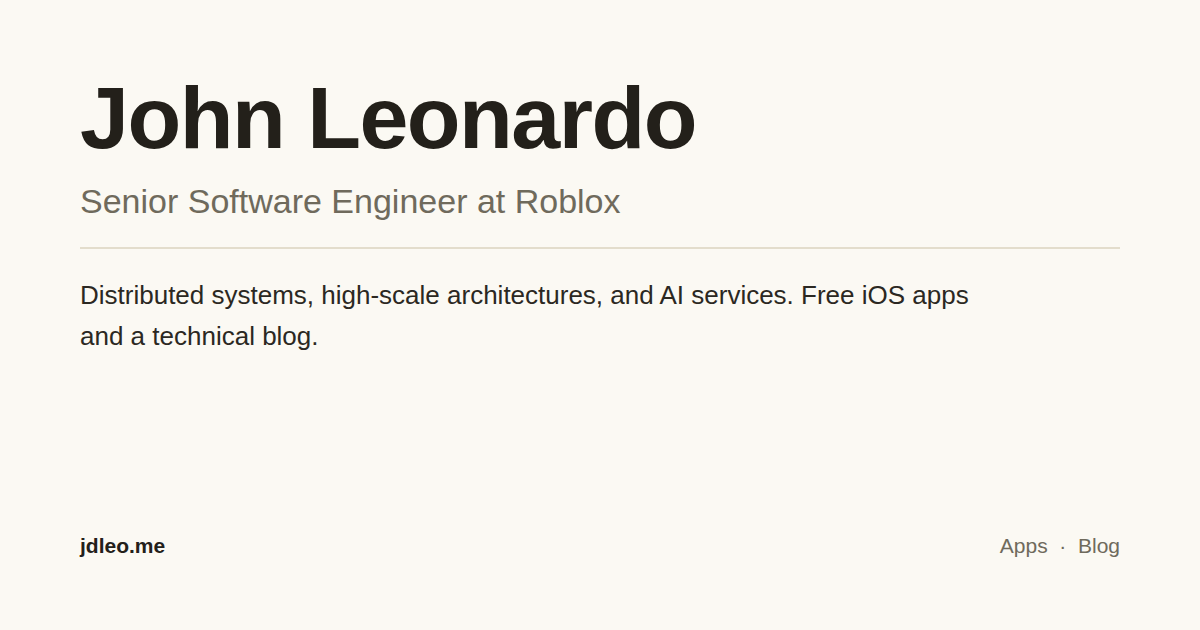 John Leonardo
Senior Software Engineer at Roblox
Distributed systems, high-scale architectures, and AI services. Free iOS apps
and a technical blog.
jdleo.me
Apps · Blog